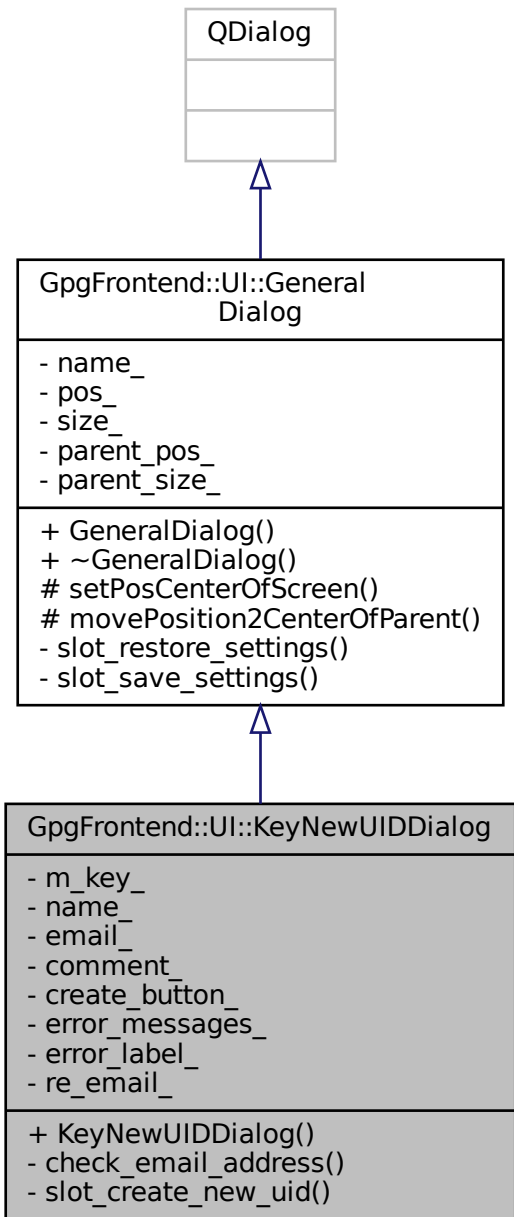 QDialog
GpgFrontend::UI::General
Dialog
- name_
- pos_
- size_
- parent_pos_
- parent_size_
+ GeneralDialog()
+ ~GeneralDialog()
# setPosCenterOfScreen()
# movePosition2CenterOfParent()
- slot_restore_settings()
- slot_save_settings()
GpgFrontend::UI::KeyNewUIDDialog
- m_key_
- name_
- email_
- comment_
- create_button_
- error_messages_
- error_label_
- re_email_
+ KeyNewUIDDialog()
- check_email_address()
- slot_create_new_uid()